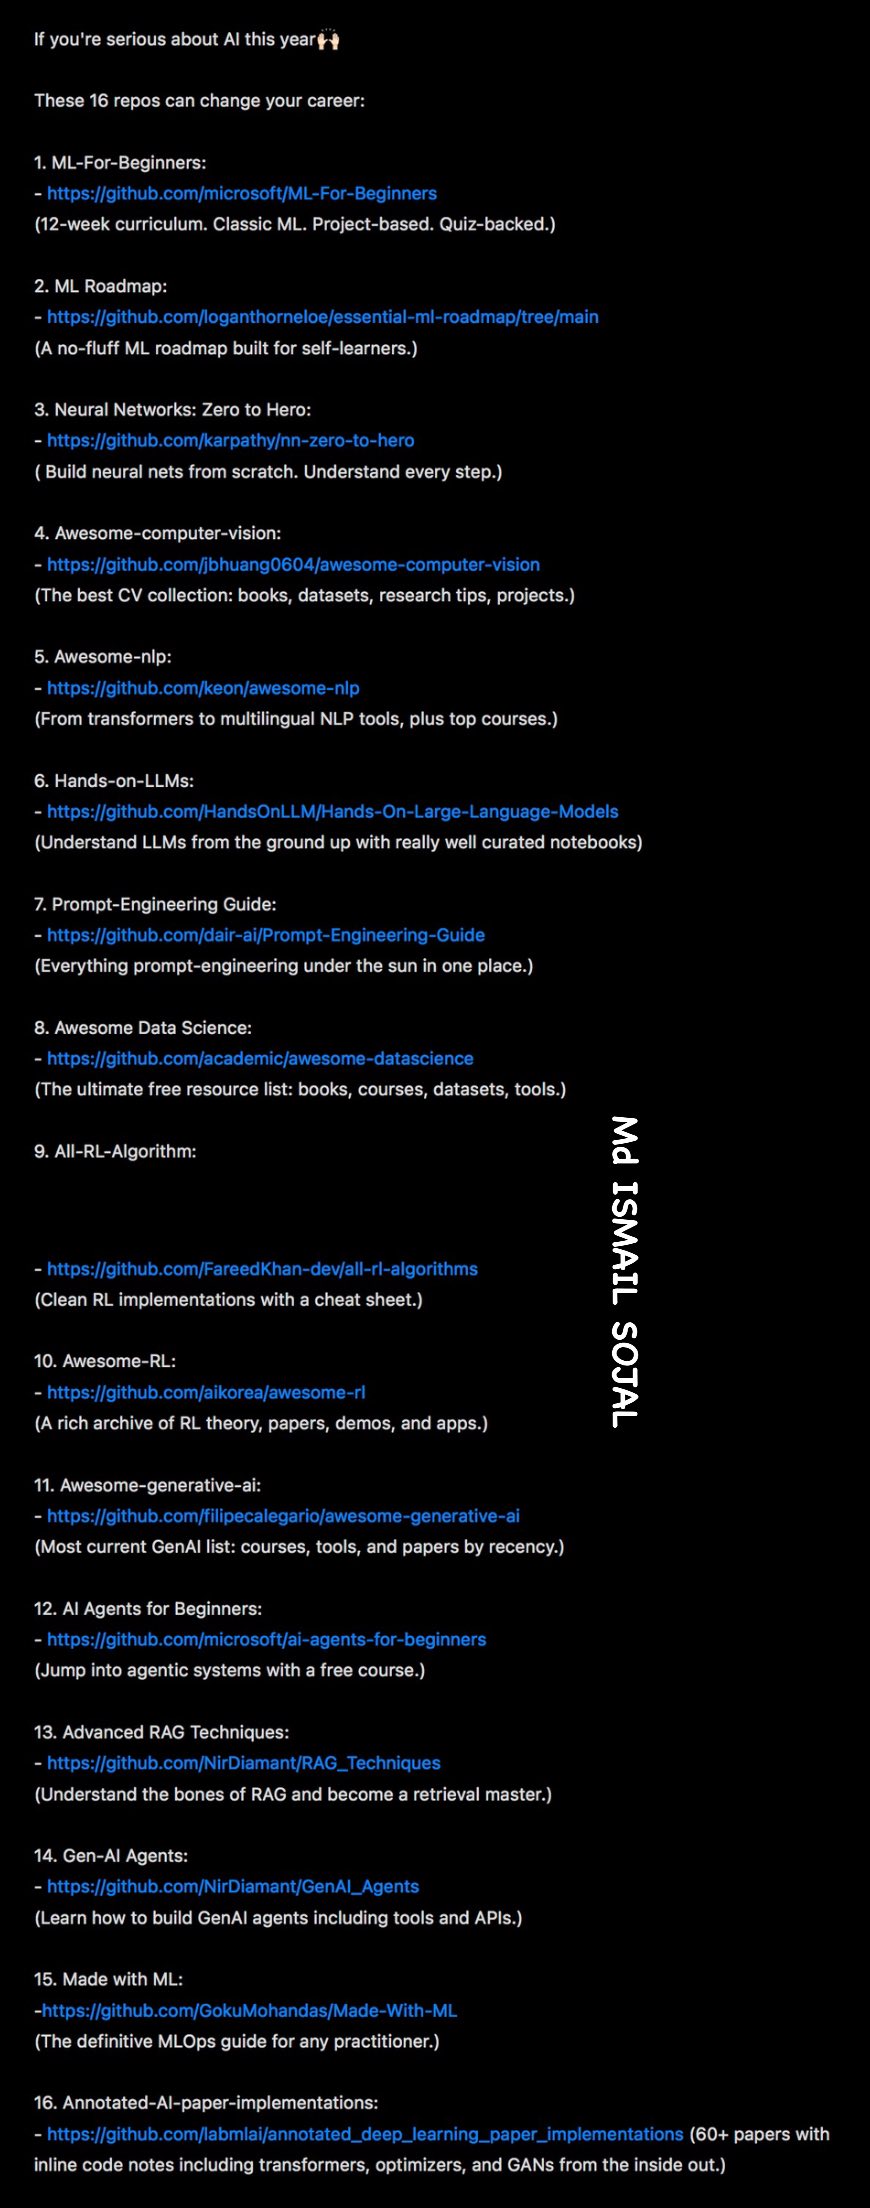 If you're serious about AI this year🙌🏻
These 16 repos can change your career:
1. ML-For-Beginners:
- https://github.com/microsoft/ML-For-Beginners
(12-week curriculum. Classic ML. Project-based. Quiz-backed.)
2. ML Roadmap:
- https://github.com/loganthorneloe/essential-ml-roadmap/tree/main
(A no-fluff ML roadmap built for self-learners.)
3. Neural Networks: Zero to Hero:
- https://github.com/karpathy/nn-zero-to-hero
( Build neural nets from scratch. Understand every step.)
4. Awesome-computer-vision:
- https://github.com/jbhuang0604/awesome-computer-vision
(The best CV collection: books, datasets, research tips, projects.)
5. Awesome-nlp:
- https://github.com/keon/awesome-nlp
(From transformers to multilingual NLP tools, plus top courses.)
6. Hands-on-LLMs:
- https://github.com/HandsOnLLM/Hands-On-Large-Language-Models
(Understand LLMs from the ground up with really well curated notebooks)
7. Prompt-Engineering Guide:
- https://github.com/dair-ai/Prompt-Engineering-Guide
(Everything prompt-engineering under the sun in one place.)
8. Awesome Data Science:
- https://github.com/academic/awesome-datascience
(The ultimate free resource list: books, courses, datasets, tools.)
9. All-RL-Algorithm:
- https://github.com/FareedKhan-dev/all-rl-algorithms
(Clean RL implementations with a cheat sheet.)
10. Awesome-RL:
- https://github.com/aikorea/awesome-rl
(A rich archive of RL theory, papers, demos, and apps.)
11. Awesome-generative-ai:
- https://github.com/filipecalegario/awesome-generative-ai
(Most current GenAI list: courses, tools, and papers by recency.)
12. AI Agents for Beginners:
- https://github.com/microsoft/ai-agents-for-beginners
(Jump into agentic systems with a free course.)
13. Advanced RAG Techniques:
- https://github.com/NirDiamant/RAG_Techniques
(Understand the bones of RAG and become a retrieval master.)
14. Gen-AI Agents:
- https://github.com/NirDiamant/GenAI_Agents
(Learn how to build GenAI agents including tools and APIs.)
15. Made with ML:
-https://github.com/GokuMohandas/Made-With-ML
(The definitive MLOps guide for any practitioner.)
16. Annotated-AI-paper-implementations:
- https://github.com/labmlai/annotated_deep_learning_paper_implementations (60+ papers with
inline code notes including transformers, optimizers, and GANs from the inside out.)
Md ISMAIL SOJAL